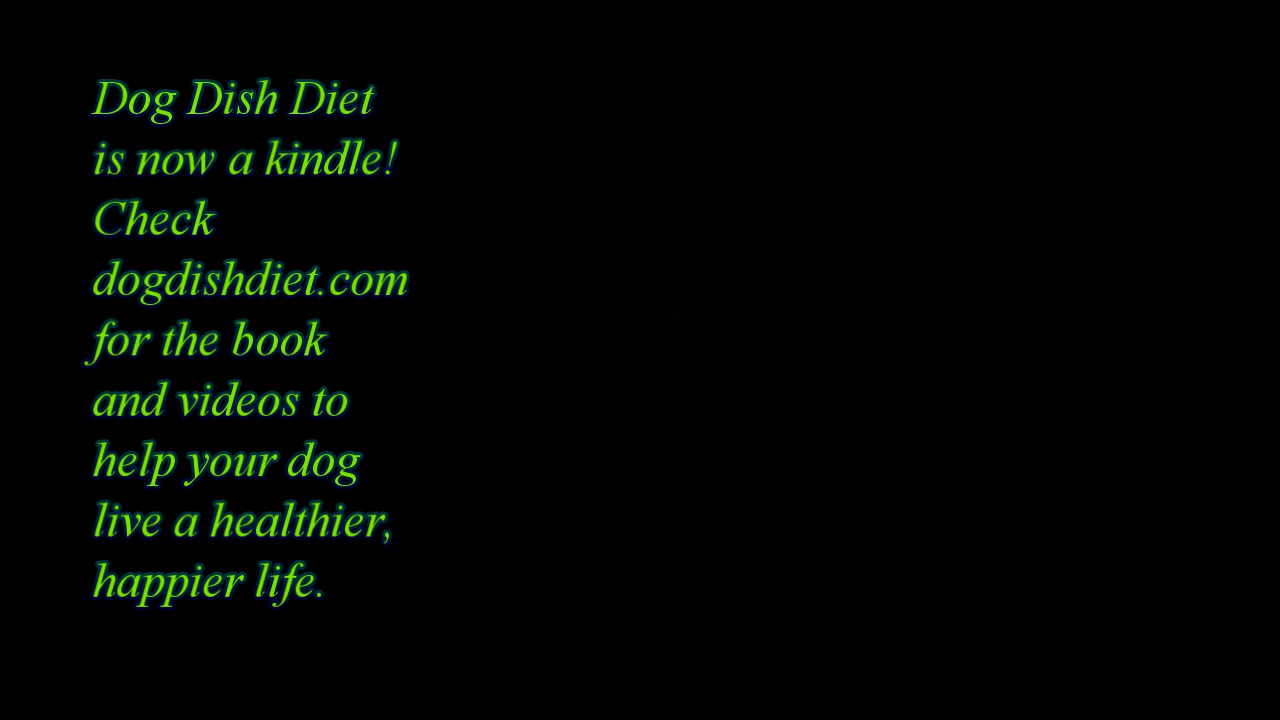 Dog Dish Diet
is now a kindle!
Check
dogdishdiet.com
for the book
and videos to
help your dog
live a healthier,
happier life.